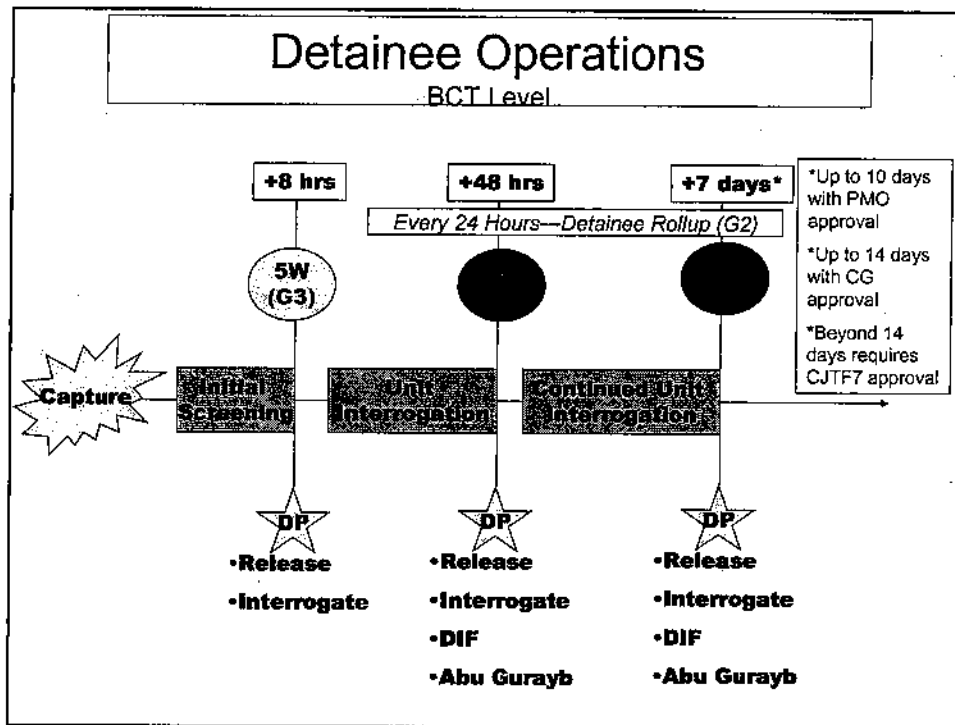 Detainee Operations
BCT Level
+8 hrs
+48 hrs
+7 days*
*Up to 10 days
with PMO
approval
*Up to 14 days
with CG
approval
*Beyond 14
days requires
CJTF7 approval
Every 24 Hours—Detainee Rollup (G2)
5W
(G3)
Capture
Initial
Screening
Unit
Interrogation
Continued Unit
Interrogation
DP
•Release
•Interrogate
DP
•Release
•Interrogate
•DIF
•Abu Gurayb
DP
•Release
•Interrogate
•DIF
•Abu Gurayb